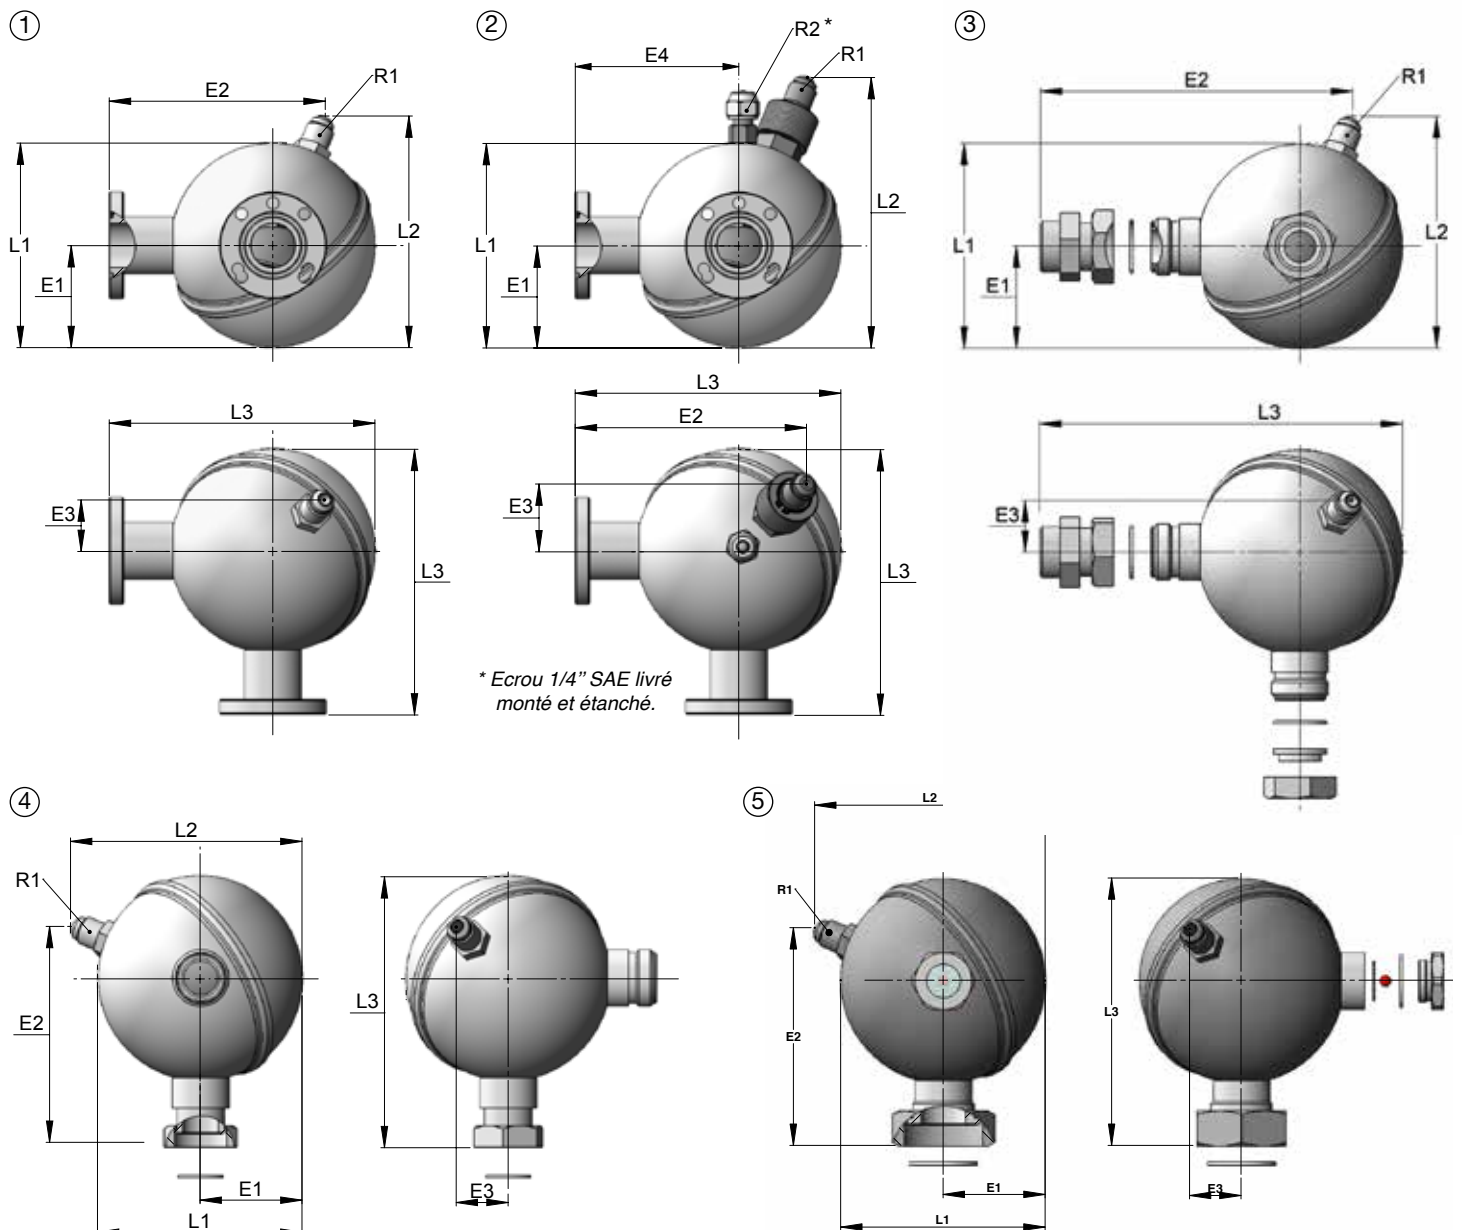 1
E2
R1
L1
E1
L2
L3
E3
L3
2
R2 *
R1
E4
L1
E1
L2
L3
E2
E3
L3
* Ecrou 1/4” SAE livré
monté et étanché.
3
E2
R1
L1
E1
L2
L3
E3
4
L2
R1
E2
E1
L1
L3
E3
5
L2
R1
E2
E1
L1
L3
E3